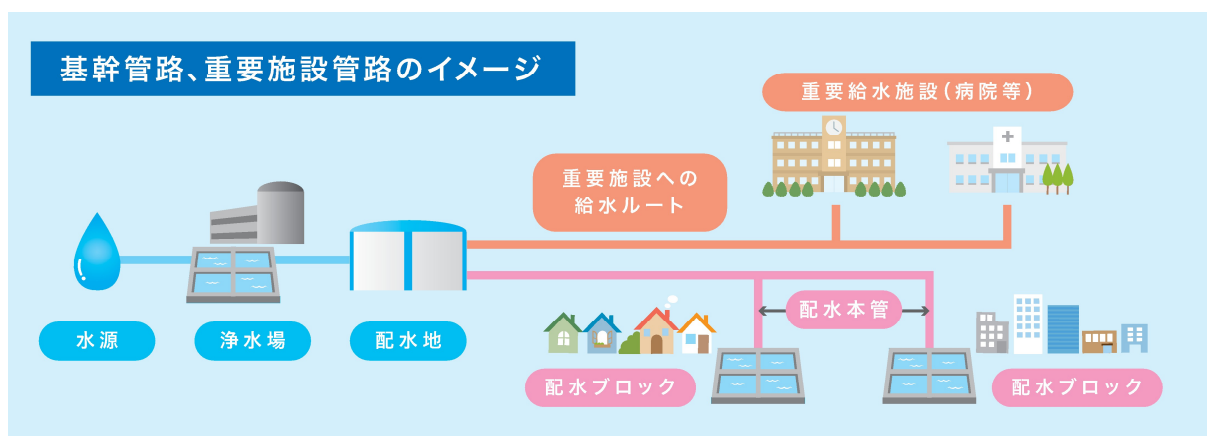 基幹管路、重要施設管路のイメージ
重要給水施設(病院等)
重要施設への
給水ルート
水源
浄水場
配水地
配水本管
配水ブロック
配水ブロック